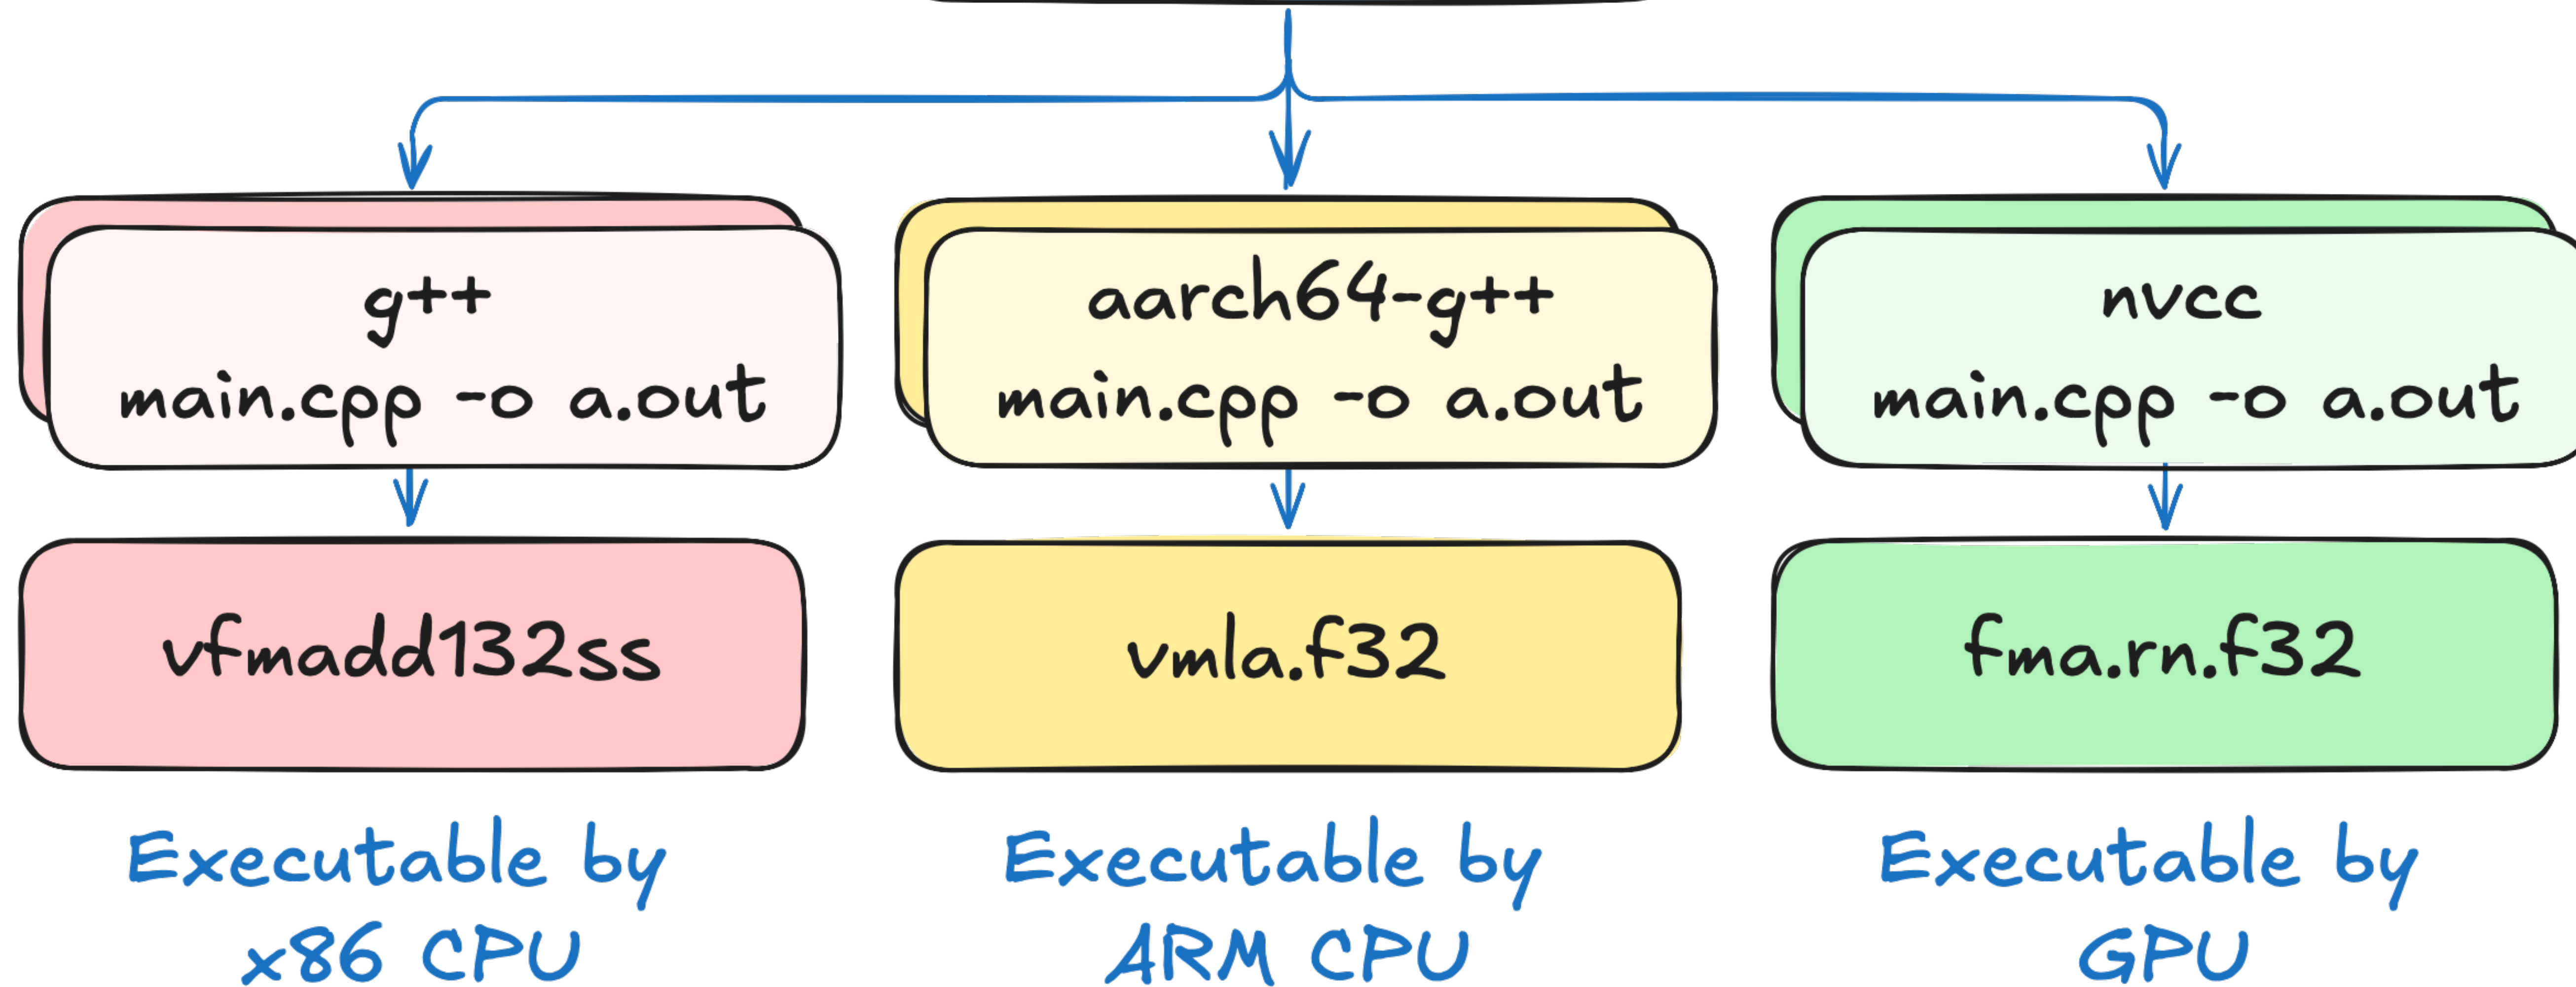 g++
main.cpp -o a.out
aarch64-g++
main.cpp -o a.out
nvcc
main.cpp -o a.out
vfmadd132ss
vmla.f32
fma.rn.f32
Executable by
x86 CPU
Executable by
ARM CPU
Executable by
GPU